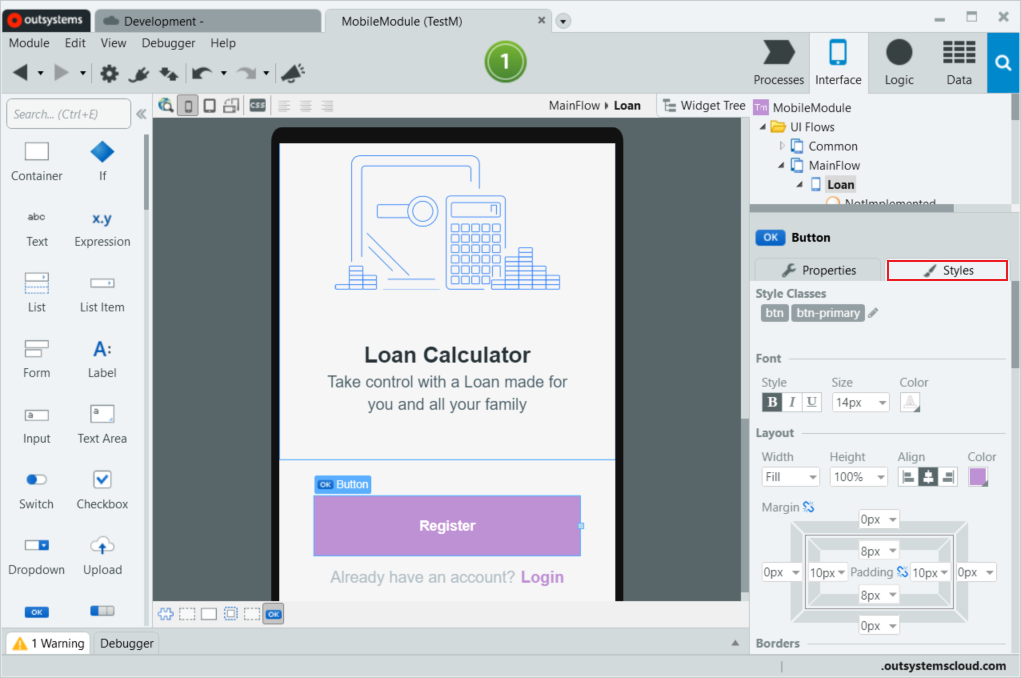 outsystems
Development -
MobileModule (TestM)
Module Edit View Debugger Help
1
Processes
Interface
Logic
Data
Search... (Ctrl+E)
CSS
MainFlow Loan
Widget Tree
Tm MobileModule
UI Flows
Common
MainFlow
Loan
NotImplemented
Container
If
abc
x.y
Text
Expression
List
List Item
A:
Form
Label
a
a
Input
Text Area
Switch
Checkbox
Dropdown
Upload
OK
Loan Calculator
Take control with a Loan made for
you and all your family
OK Button
Register
Already have an account? Login
OK
OK Button
Properties
Styles
Style Classes
btn btn-primary
Font
Style Size Color
B I U 14px A
Layout
Width Height Align Color
Fill 100%
Margin
0px
8px
0px 10px Padding 10px 0px
8px
0px
Borders
1 Warning
Debugger
.outsystemscloud.com